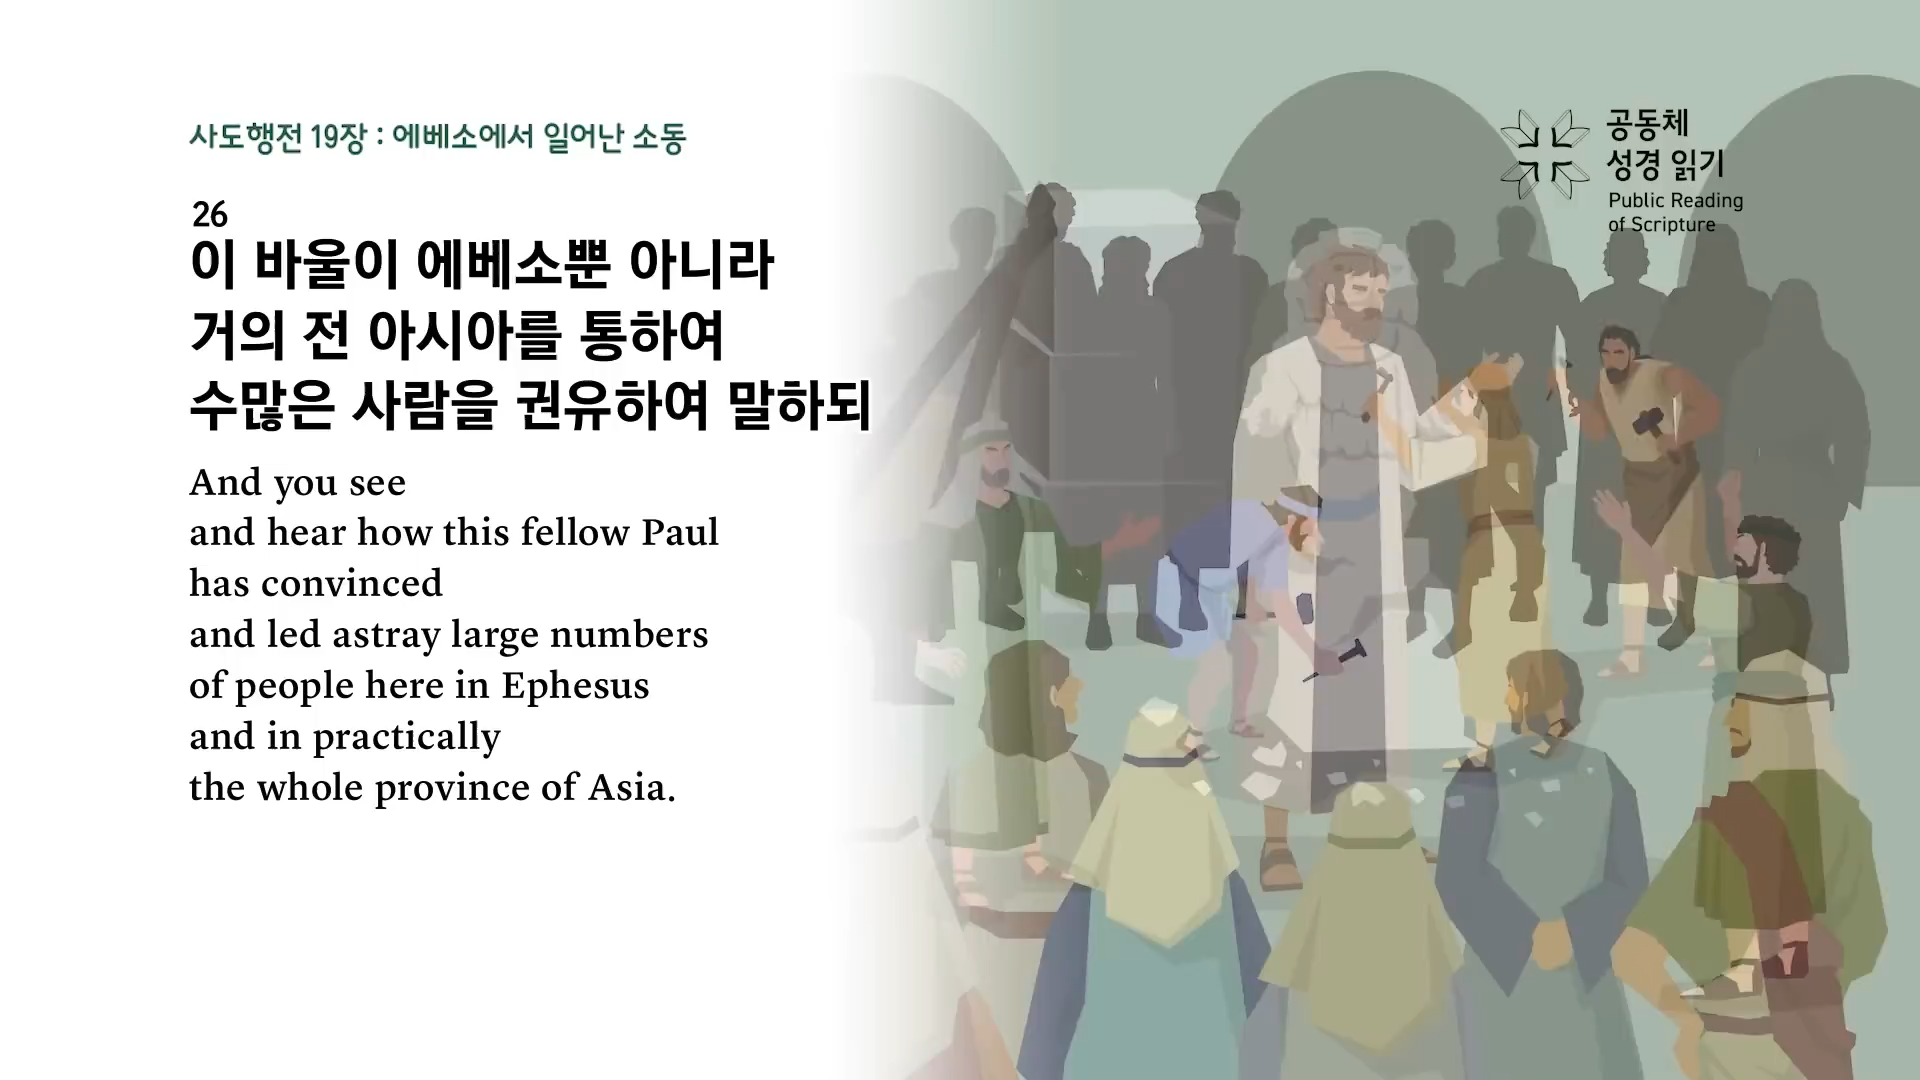 사도행전 19장 : 에베소에서 일어난 소동
공동체
성경 읽기
Public Reading
of Scripture
26
이 바울이 에베소뿐 아니라
거의 전 아시아를 통하여
수많은 사람을 권유하여 말하되
And you see
and hear how this fellow Paul
has convinced
and led astray large numbers
of people here in Ephesus
and in practically
the whole province of Asia.